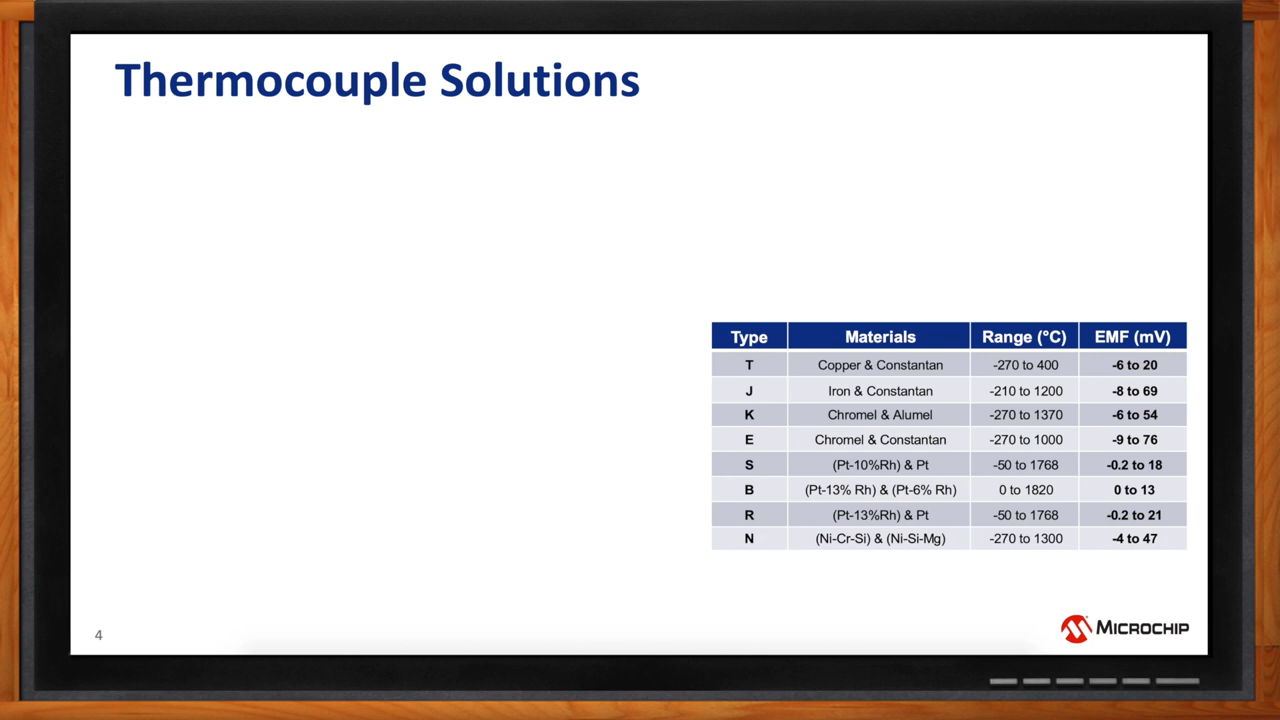 Thermocouple Solutions
Type Materials Range (°C) EMF (mV)
T Copper & Constantan -270 to 400 -6 to 20
J Iron & Constantan -210 to 1200 -8 to 69
K Chromel & Alumel -270 to 1370 -6 to 54
E Chromel & Constantan -270 to 1000 -9 to 76
S (Pt-10%Rh) & Pt -50 to 1768 -0.2 to 18
B (Pt-13% Rh) & (Pt-6% Rh) 0 to 1820 0 to 13
R (Pt-13%Rh) & Pt -50 to 1768 -0.2 to 21
N (Ni-Cr-Si) & (Ni-Si-Mg) -270 to 1300 -4 to 47
4
MICROCHIP